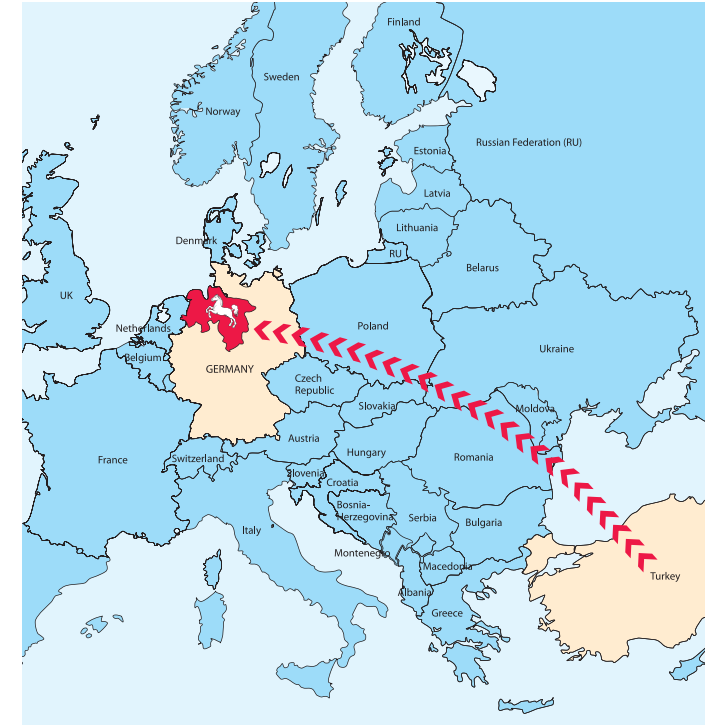 Finland
Sweden
Norway
Russian Federation (RU)
Estonia
Latvia
Lithuania
Denmark
RU
Belarus
UK
Netherlands
Poland
Ukraine
Belgium
GERMANY
Czech
Republic
Slovakia
Moldova
Austria
Hungary
France
Switzerland
Romania
Slovenia
Croatia
Bosnia-
Herzegovina
Serbia
Bulgaria
Italy
Montenegro
Macedonia
Turkey
Albania
Greece